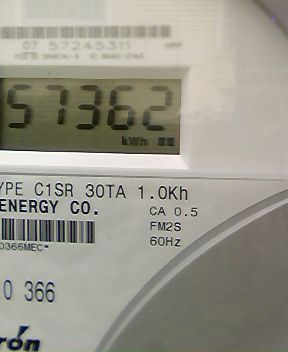 07 57245311
57362
kWh
YPE C1SR 30TA 1.0Kh
ENERGY CO.
CA 0.5
FM2S
60Hz
0366MEC*
0 366
ron